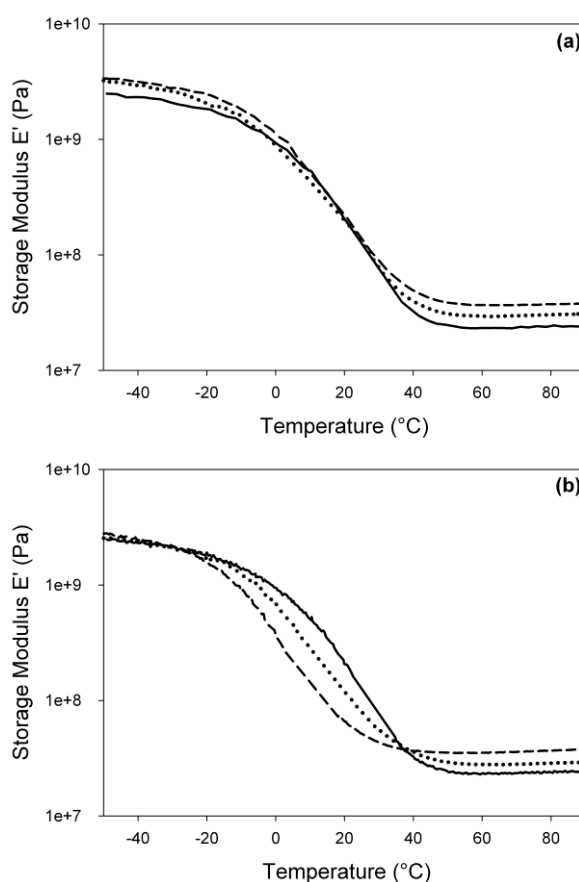 (a)
Storage Modulus E' (Pa)
1e+10
1e+9
1e+8
1e+7
-40 -20 0 20 40 60 80
Temperature (°C)
(b)
Storage Modulus E' (Pa)
1e+10
1e+9
1e+8
1e+7
-40 -20 0 20 40 60 80
Temperature (°C)